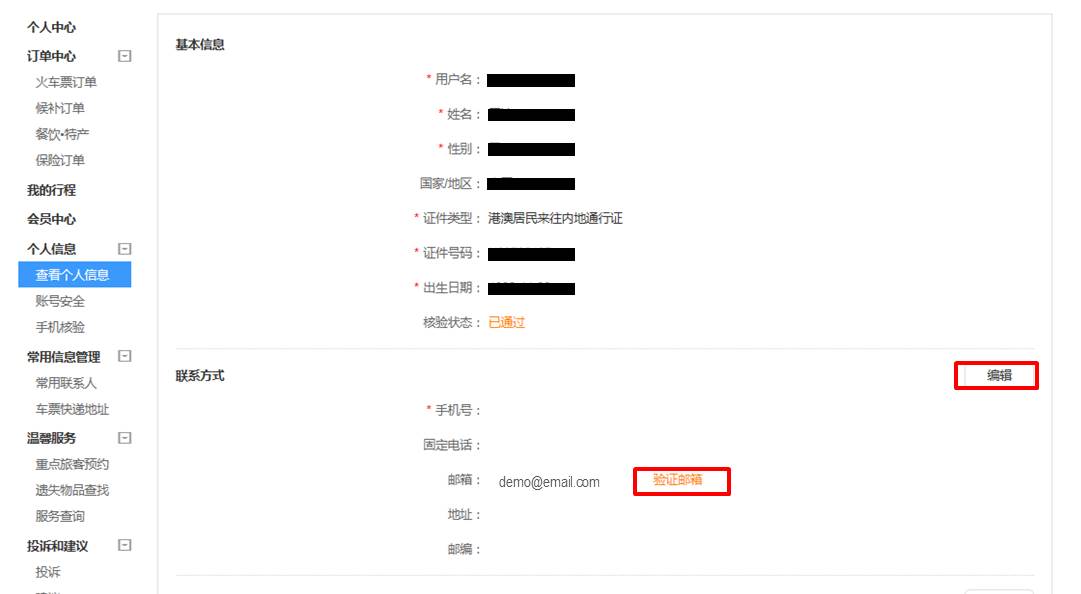 个人中心
订单中心
火车票订单
候补订单
餐饮•特产
保险订单
我的行程
会员中心
个人信息
查看个人信息
账号安全
手机核验
常用信息管理
常用联系人
车票快递地址
温馨服务
重点旅客预约
遗失物品查找
服务查询
投诉和建议
投诉
基本信息
* 用户名：
* 姓名：
* 性别：
国家/地区：
* 证件类型： 港澳居民来往内地通行证
* 证件号码：
* 出生日期：
核验状态： 已通过
联系方式 编辑
* 手机号：
固定电话：
邮箱： demo@email.com 验证邮箱
地址：
邮编：